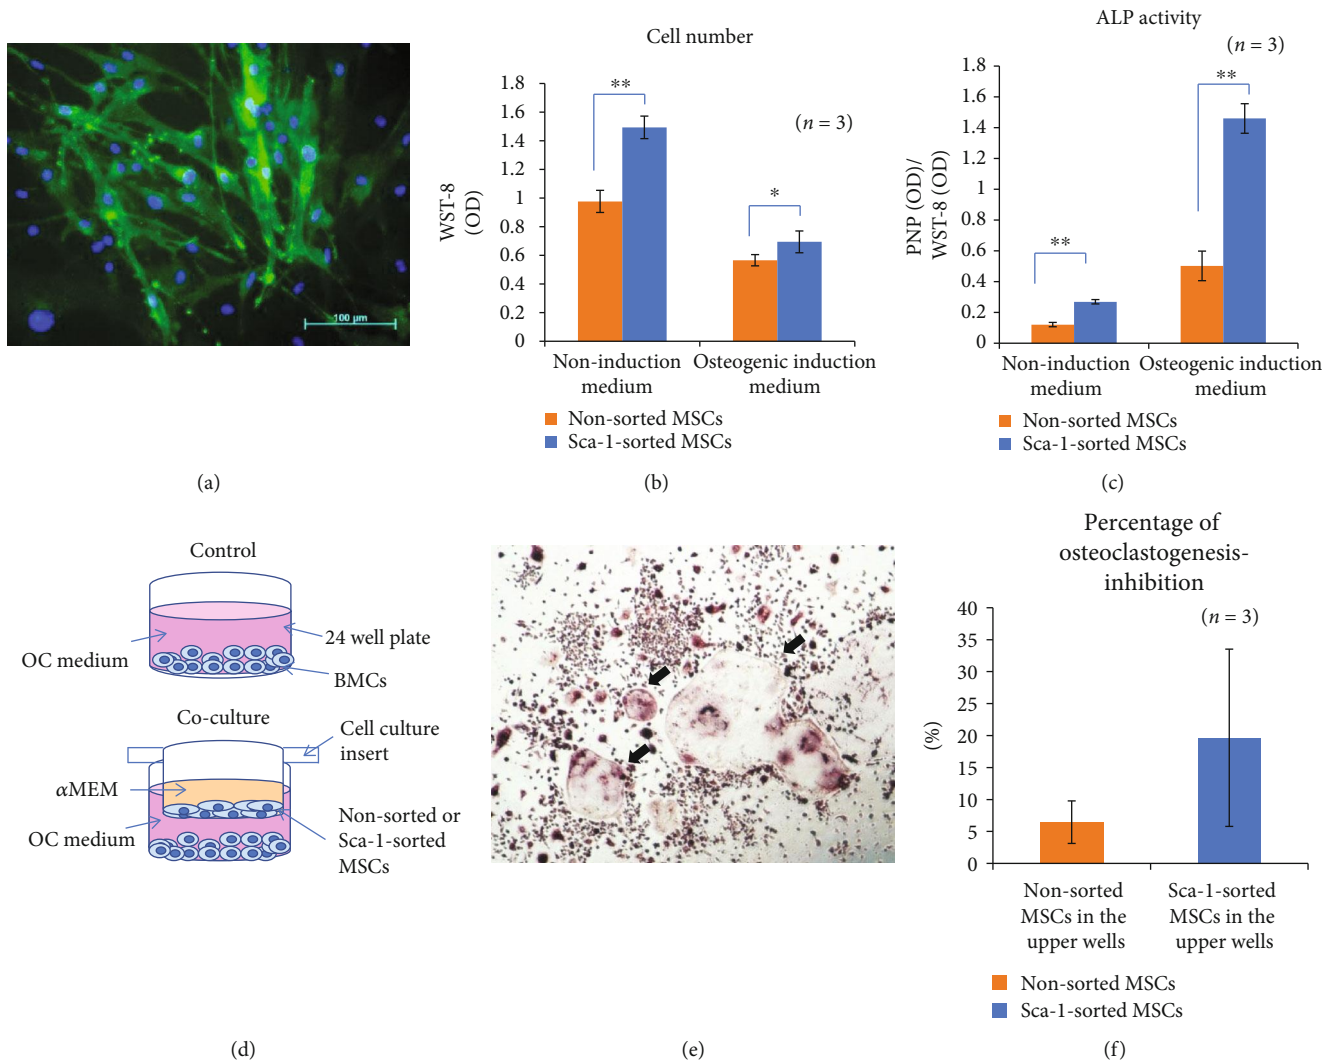 100 µm
(a)
Cell number
(n = 3)
WST-8
(OD)
1.8
1.6
1.4
1.2
1
0.8
0.6
0.4
0.2
0
**
*
Non-induction
medium
Osteogenic induction
medium
Non-sorted MSCs
Sca-1-sorted MSCs
(b)
ALP activity
(n = 3)
PNP (OD)/
WST-8 (OD)
1.8
1.6
1.4
1.2
1
0.8
0.6
0.4
0.2
0
**
**
Non-induction
medium
Osteogenic induction
medium
Non-sorted MSCs
Sca-1-sorted MSCs
(c)
Control
OC medium
24 well plate
BMCs
Co-culture
Cell culture
insert
αMEM
OC medium
Non-sorted or
Sca-1-sorted
MSCs
(d)
(e)
Percentage of
osteoclastogenesis-
inhibition
(n = 3)
(%)
40
35
30
25
20
15
10
5
0
Non-sorted
MSCs in the
upper wells
Sca-1-sorted
MSCs in the
upper wells
Non-sorted MSCs
Sca-1-sorted MSCs
(f)